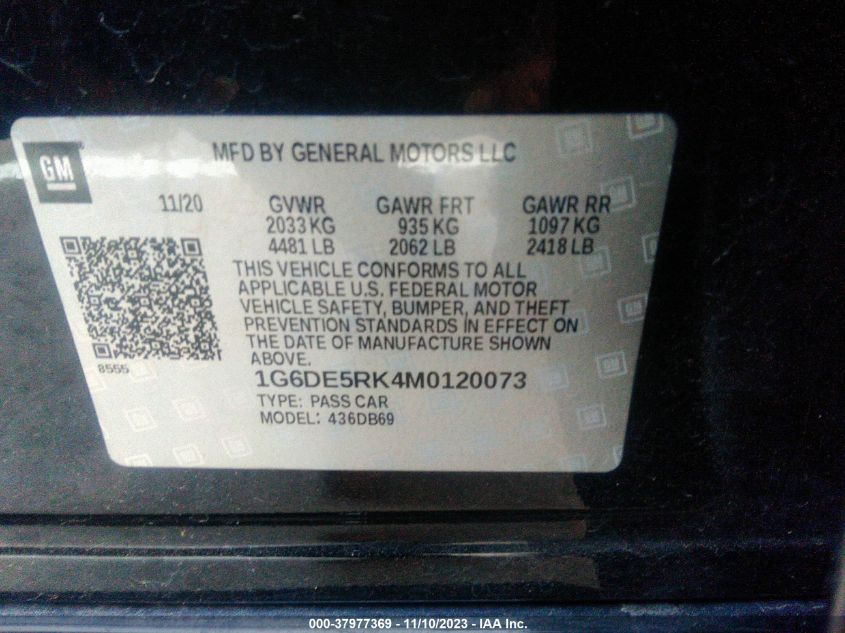 GM ®
MFD BY GENERAL MOTORS LLC
11/20 GVWR GAWR FRT GAWR RR
2033 KG 935 KG 1097 KG
4481 LB 2062 LB 2418 LB
THIS VEHICLE CONFORMS TO ALL
APPLICABLE U.S. FEDERAL MOTOR
VEHICLE SAFETY, BUMPER, AND THEFT
PREVENTION STANDARDS IN EFFECT ON
THE DATE OF MANUFACTURE SHOWN
ABOVE.
8555
1G6DE5RK4M0120073
TYPE: PASS CAR
MODEL: 436DB69
000-37977369 - 11/10/2023 - IAA Inc.